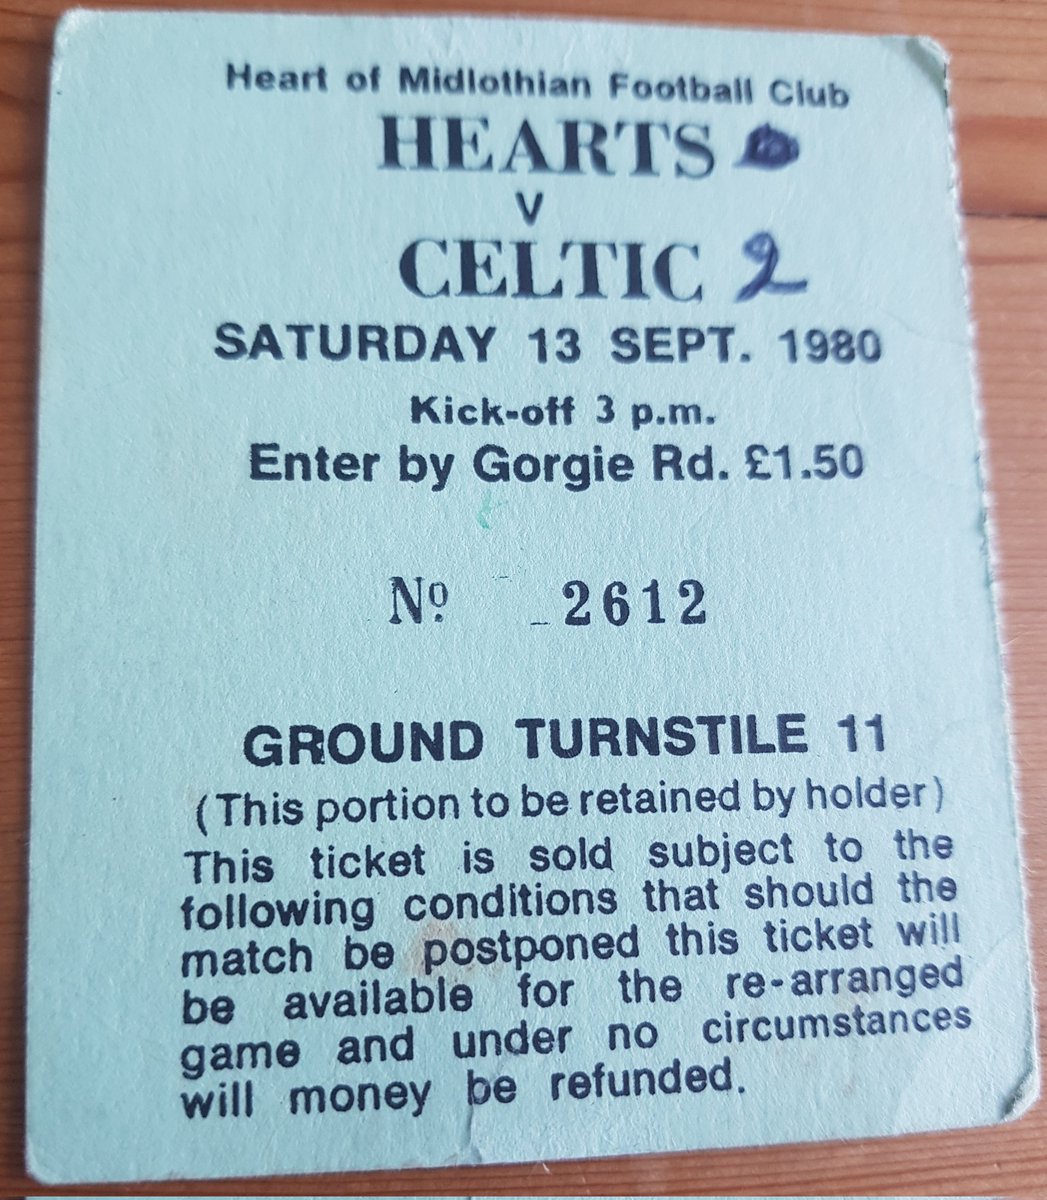 Heart of Midlothian Football Club
HEARTS
v
CELTIC 2
SATURDAY 13 SEPT. 1980
Kick-off 3 p.m.
Enter by Gorgie Rd. £1.50
Nº 2612
GROUND TURNSTILE 11
(This portion to be retained by holder)
This ticket is sold subject to the
following conditions that should the
match be postponed this ticket will
be available for the re-arranged
game and under no circumstances
will money be refunded.